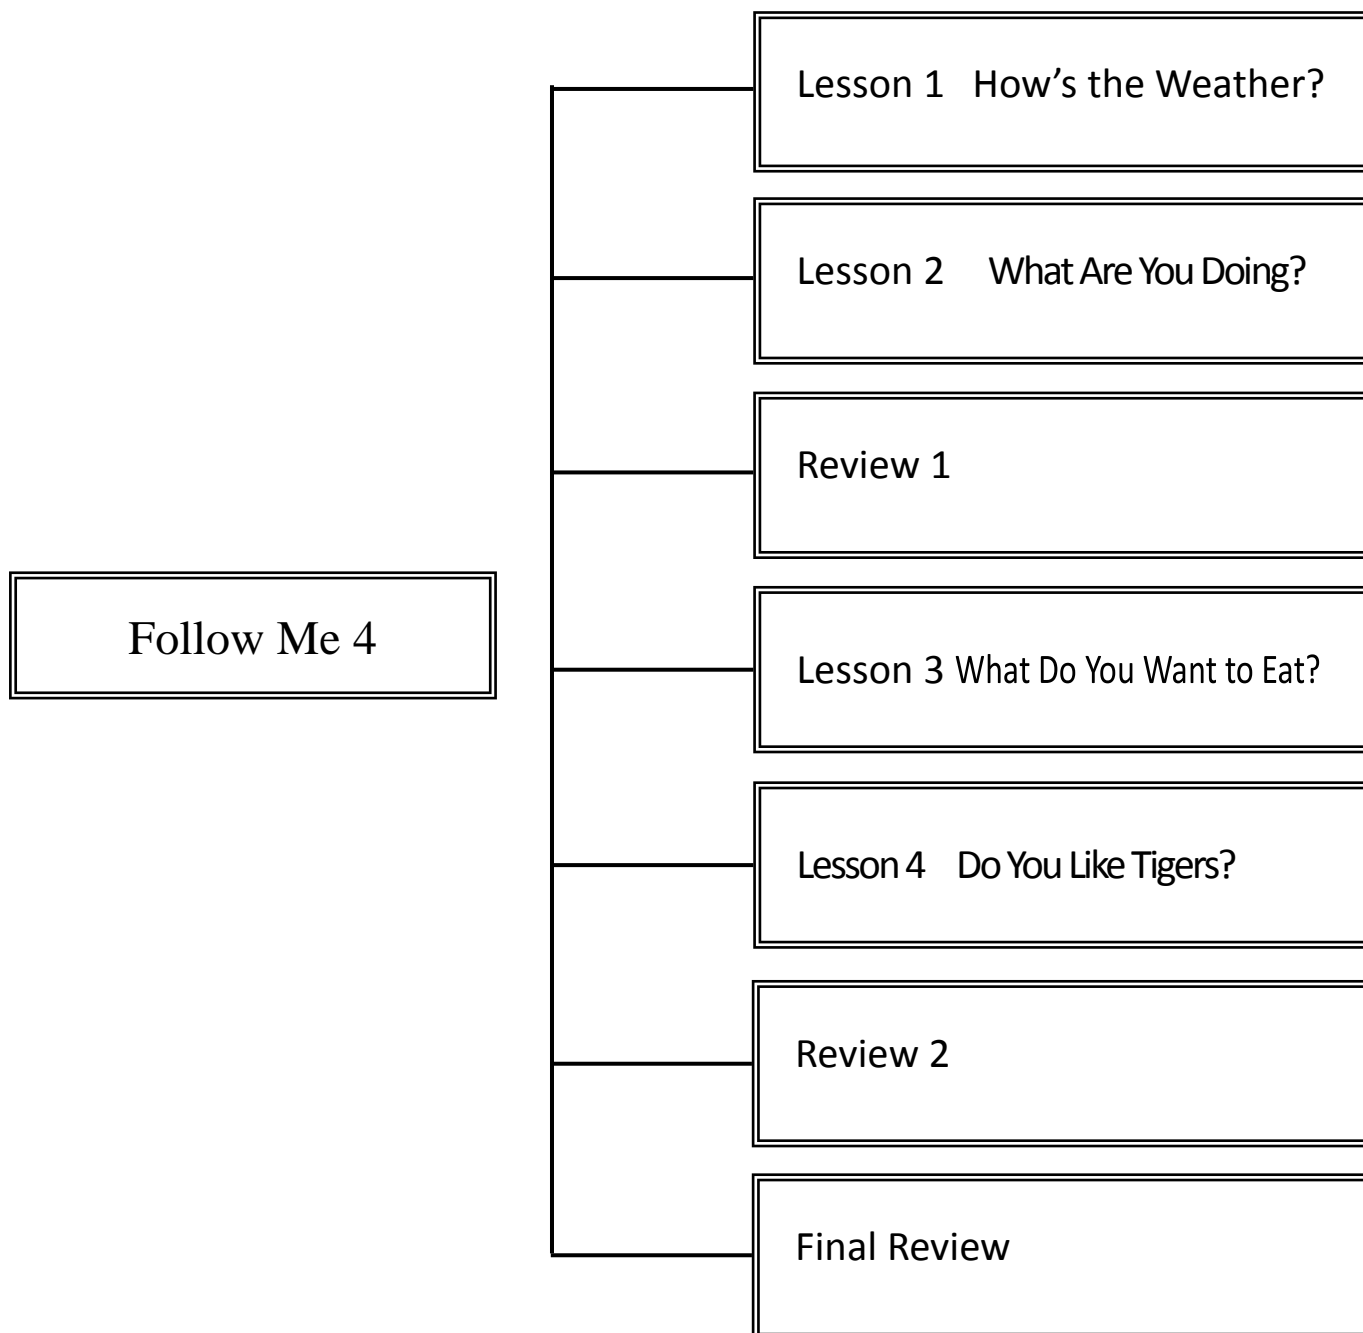 Follow Me 4
Lesson 1 How’s the Weather?
Lesson 2 What Are You Doing?
Review 1
Lesson 3 What Do You Want to Eat?
Lesson 4 Do You Like Tigers?
Review 2
Final Review